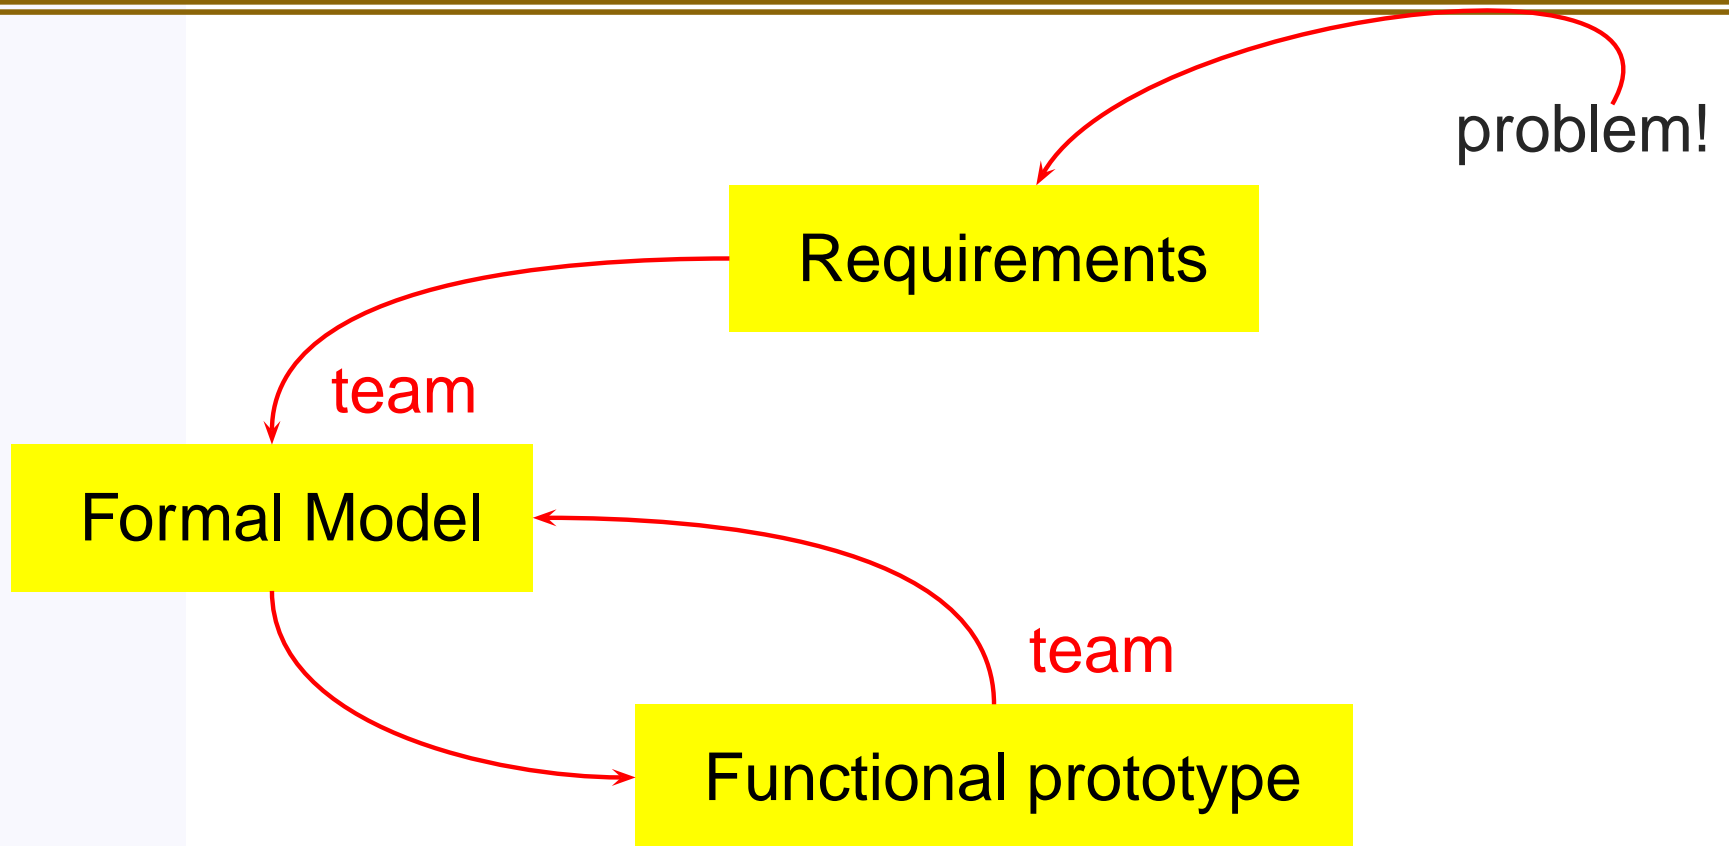 problem!
Requirements
team
Formal Model
team
Functional prototype